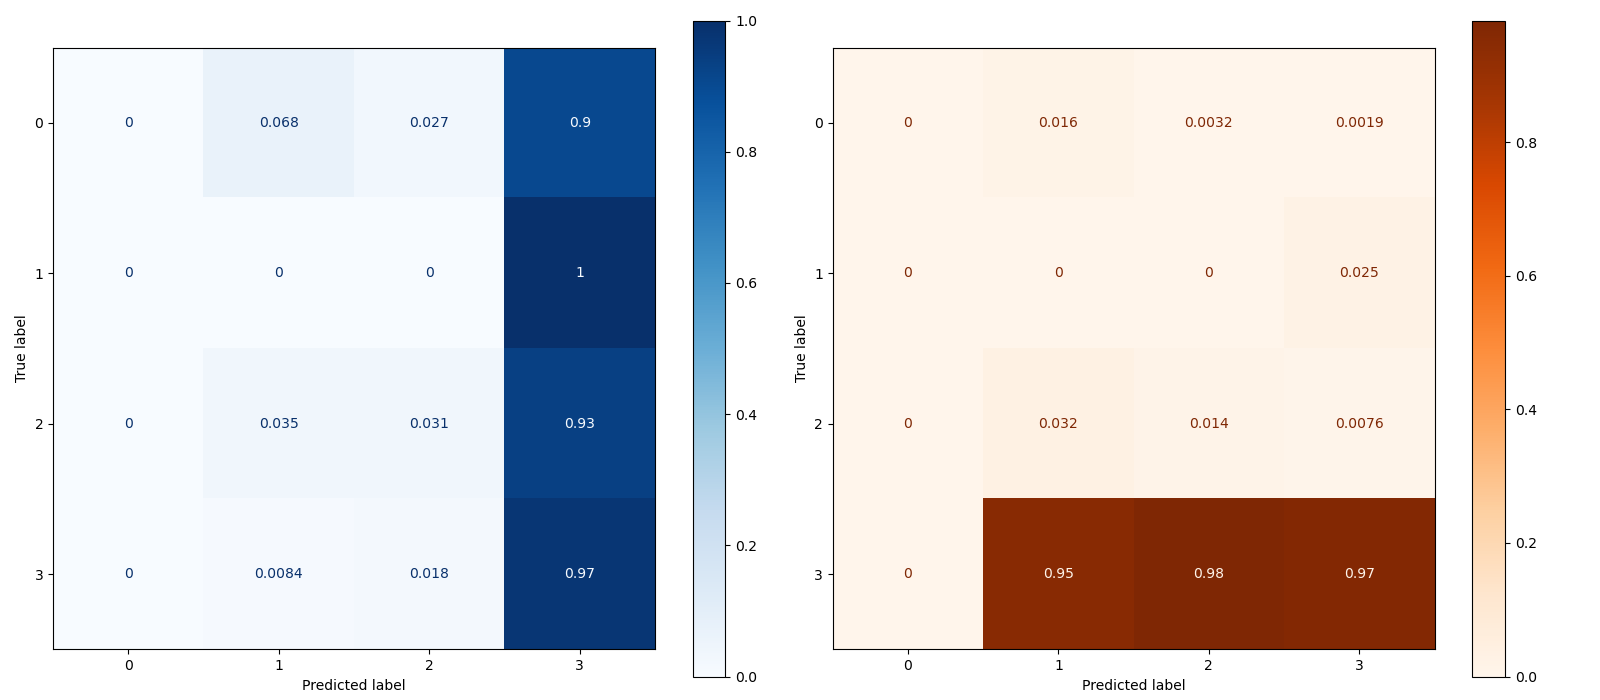 1.0
0.8
0.6
0.4
0.2
0.0
True label
0 0 0.068 0.027 0.9
1 0 0 0 1
2 0 0.035 0.031 0.93
3 0 0.0084 0.018 0.97
0 1 2 3
Predicted label
0.8
0.6
0.4
0.2
0.0
True label
0 0 0.016 0.0032 0.0019
1 0 0 0 0.025
2 0 0.032 0.014 0.0076
3 0 0.95 0.98 0.97
0 1 2 3
Predicted label